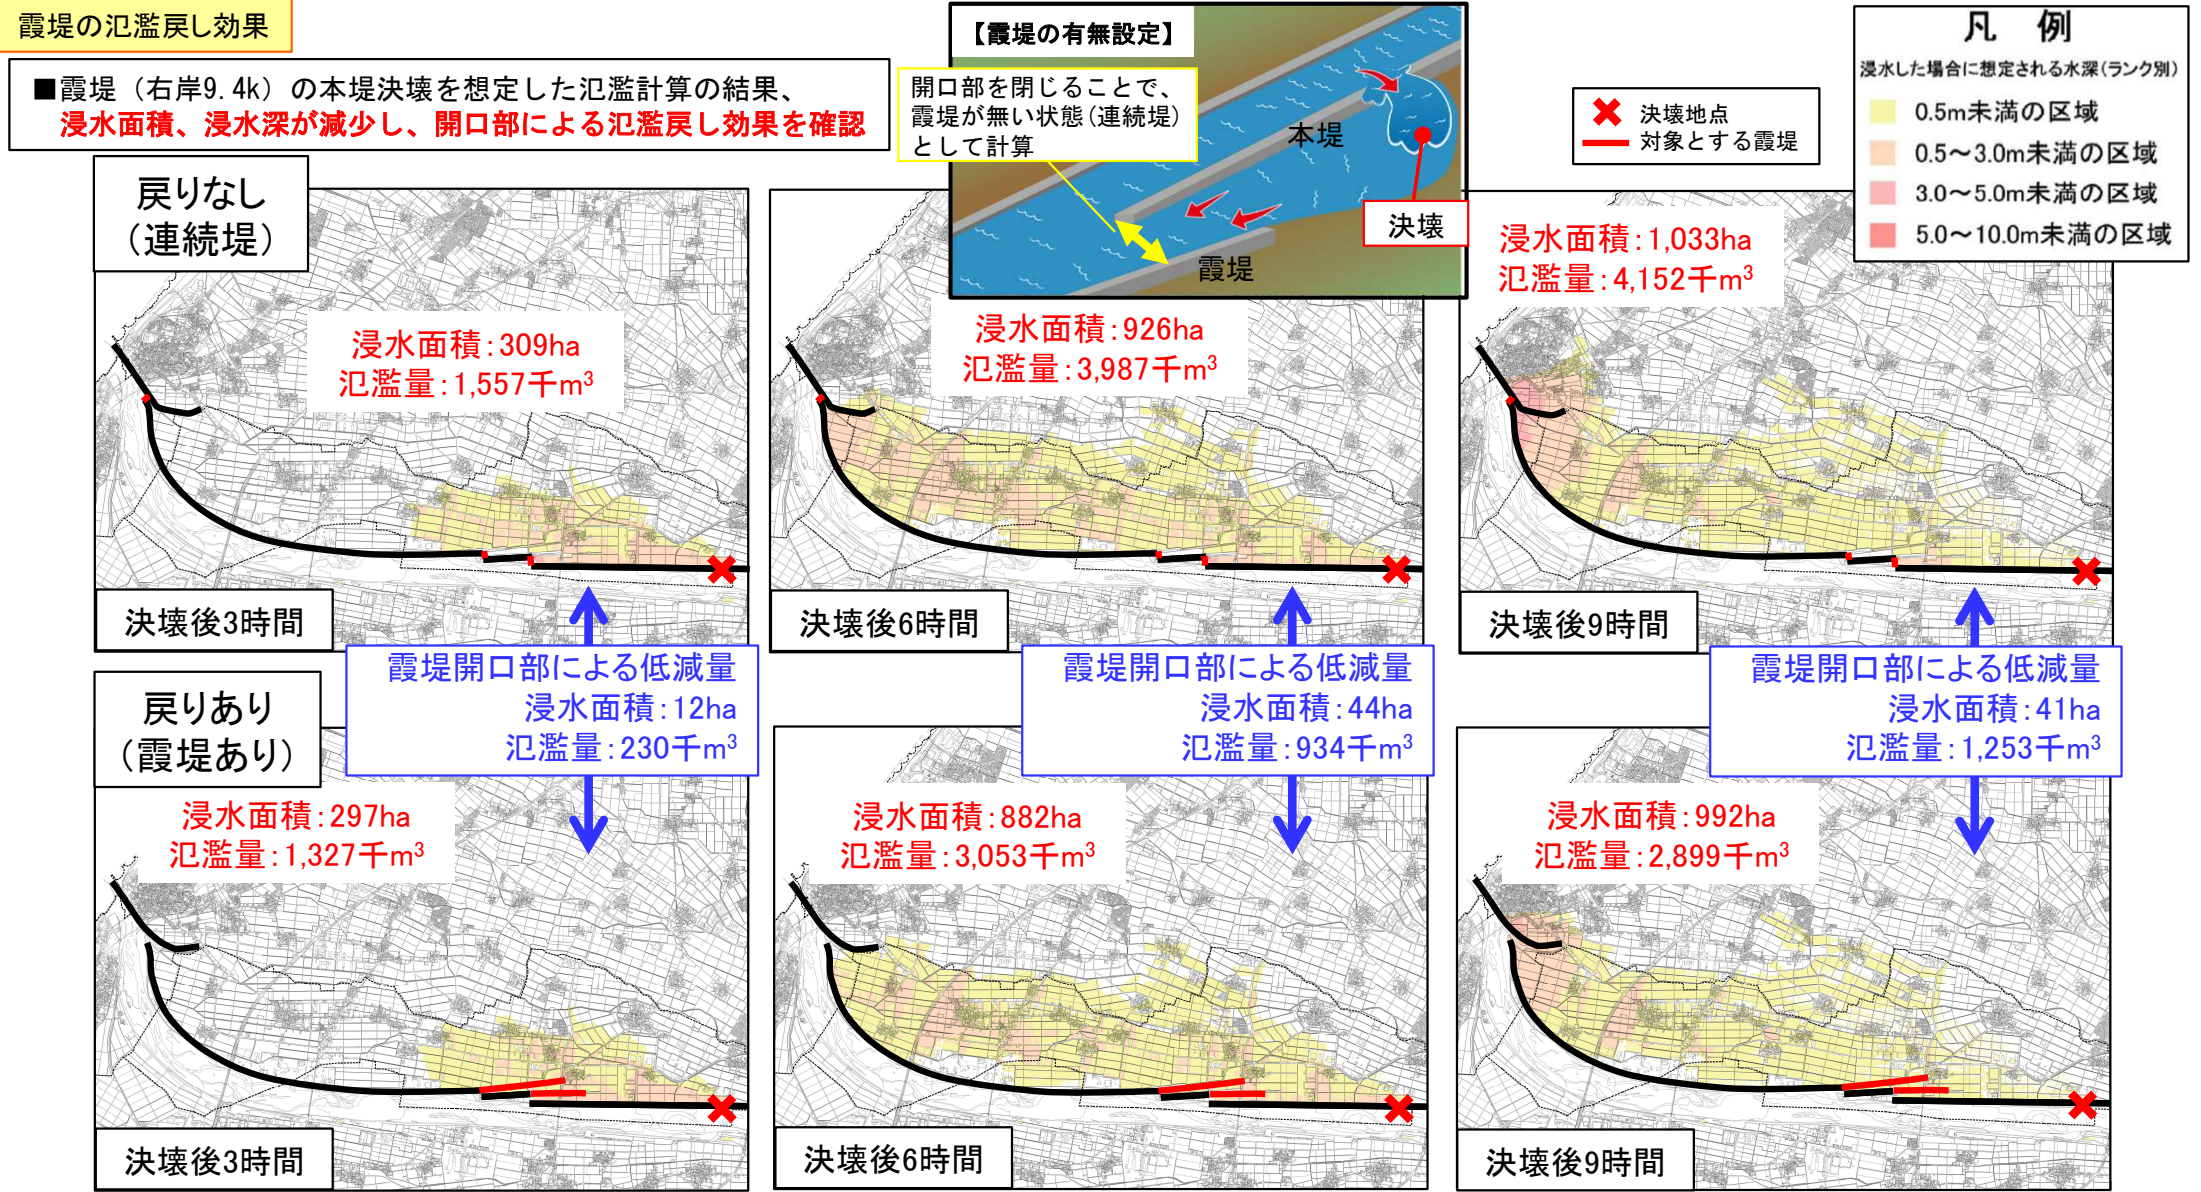 霞堤の氾濫戻し効果
■霞堤（右岸9.4k）の本堤決壊を想定した氾濫計算の結果、
浸水面積、浸水深が減少し、開口部による氾濫戻し効果を確認
【霞堤の有無設定】
開口部を閉じることで、
霞堤が無い状態(連続堤)
として計算
本堤
霞堤
決壊
決壊地点
対象とする霞堤
凡 例
浸水した場合に想定される水深(ランク別)
0.5m未満の区域
0.5～3.0m未満の区域
3.0～5.0m未満の区域
5.0～10.0m未満の区域
戻りなし
（連続堤）
浸水面積：309ha
氾濫量：1,557千m³
決壊後3時間
浸水面積：926ha
氾濫量：3,987千m³
決壊後6時間
浸水面積：1,033ha
氾濫量：4,152千m³
決壊後9時間
霞堤開口部による低減量
浸水面積：12ha
氾濫量：230千m³
霞堤開口部による低減量
浸水面積：44ha
氾濫量：934千m³
霞堤開口部による低減量
浸水面積：41ha
氾濫量：1,253千m³
戻りあり
（霞堤あり）
浸水面積：297ha
氾濫量：1,327千m³
決壊後3時間
浸水面積：882ha
氾濫量：3,053千m³
決壊後6時間
浸水面積：992ha
氾濫量：2,899千m³
決壊後9時間